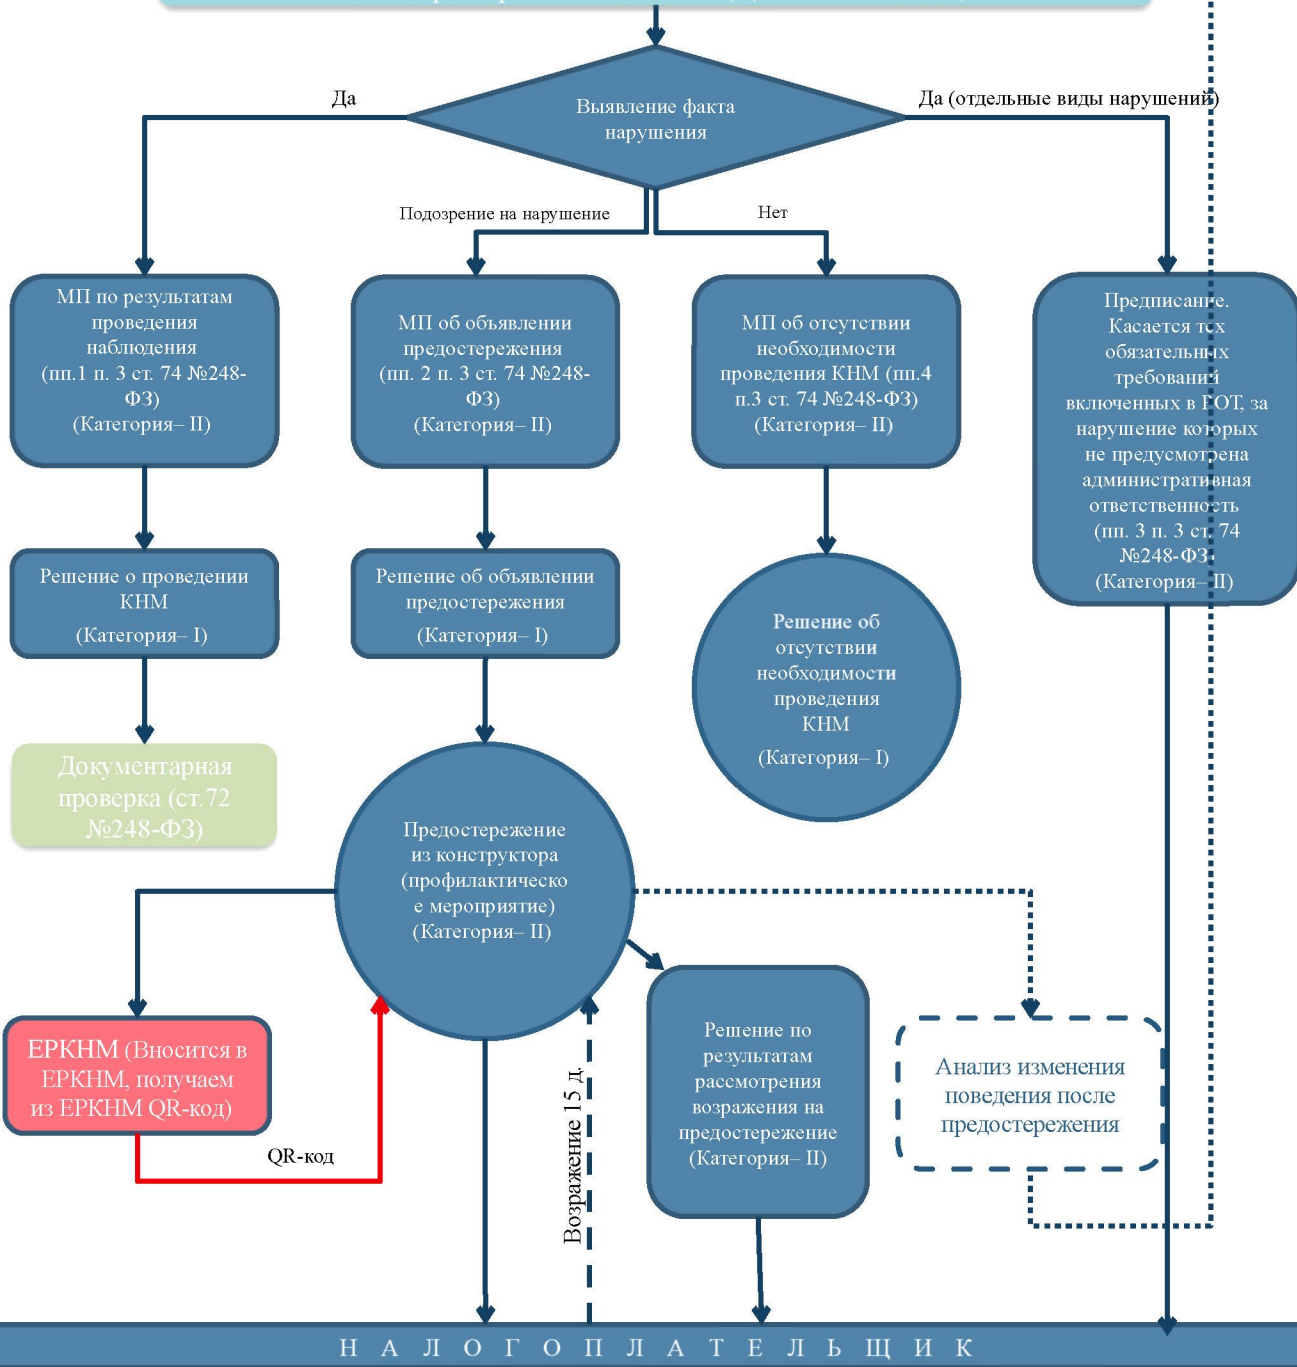 Выявление факта
нарушения
Да
Да (отдельные виды нарушений)
Подозрение на нарушение
Нет
МП по результатам
проведения
наблюдения
(пп.1 п. 3 ст. 74 №248-
ФЗ)
(Категория– II)
МП об объявлении
предостережения
(пп. 2 п. 3 ст. 74 №248-
ФЗ)
(Категория– II)
МП об отсутствии
необходимости
проведения КНМ (пп.4
п.3 ст. 74 №248-ФЗ)
(Категория– II)
Предписание.
Касается тех
обязательных
требований
включенных в РОТ, за
нарушение которых
не предусмотрена
административная
ответственность
(пп. 3 п. 3 ст. 74
№248-ФЗ)
(Категория– II)
Решение о проведении
КНМ
(Категория– I)
Решение об объявлении
предостережения
(Категория– I)
Решение об
отсутствии
необходимости
проведения
КНМ
(Категория– I)
Документарная
проверка (ст.72
№248-ФЗ)
Предостережение
из конструктора
(профилактическо
е мероприятие)
(Категория– II)
ЕРКНМ (Вносится в
ЕРКНМ, получаем
из ЕРКНМ QR-код)
QR-код
Возражение 15 д.
Решение по
результатам
рассмотрения
возражения на
предостережение
(Категория– II)
Анализ изменения
поведения после
предостережения
НАЛОГОПЛАТЕЛЬЩИК